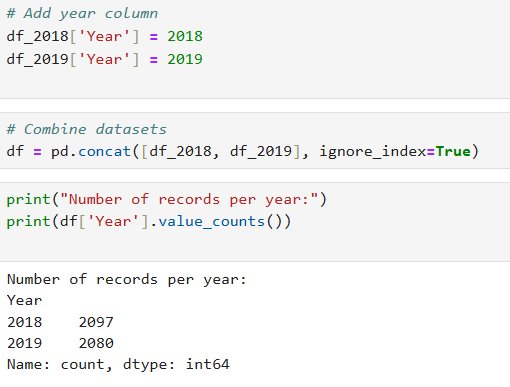 # Add year column
df_2018['Year'] = 2018
df_2019['Year'] = 2019
# Combine datasets
df = pd.concat([df_2018, df_2019], ignore_index=True)
print("Number of records per year:")
print(df['Year'].value_counts())
Number of records per year:
Year
2018    2097
2019    2080
Name: count, dtype: int64